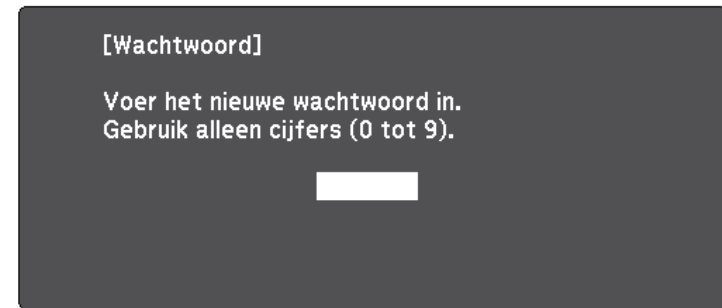 [Wachtwoord]
Voer het nieuwe wachtwoord in.
Gebruik alleen cijfers (0 tot 9).